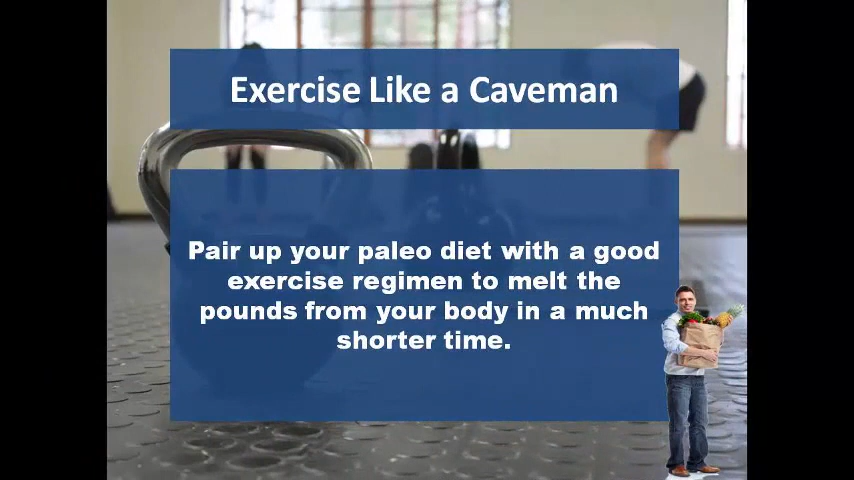 Exercise Like a Caveman
Pair up your paleo diet with a good
exercise regimen to melt the
pounds from your body in a much
shorter time.